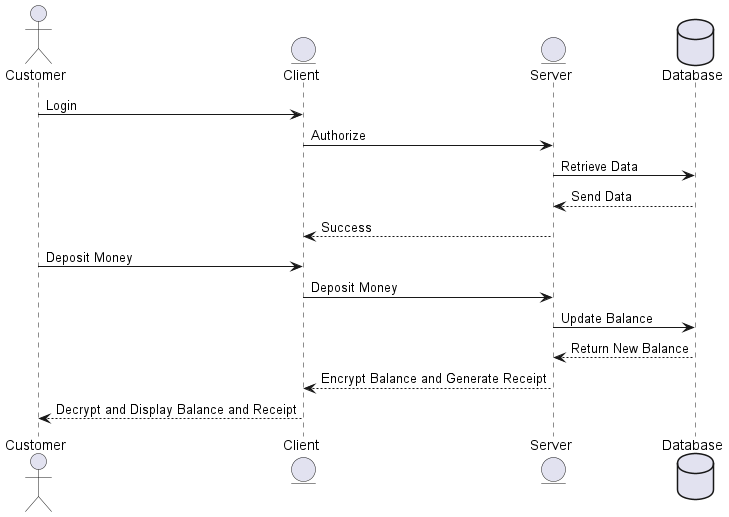 Customer
Client
Server
Database
Login
Authorize
Retrieve Data
Send Data
Success
Deposit Money
Deposit Money
Update Balance
Return New Balance
Encrypt Balance and Generate Receipt
Decrypt and Display Balance and Receipt
Customer
Client
Server
Database